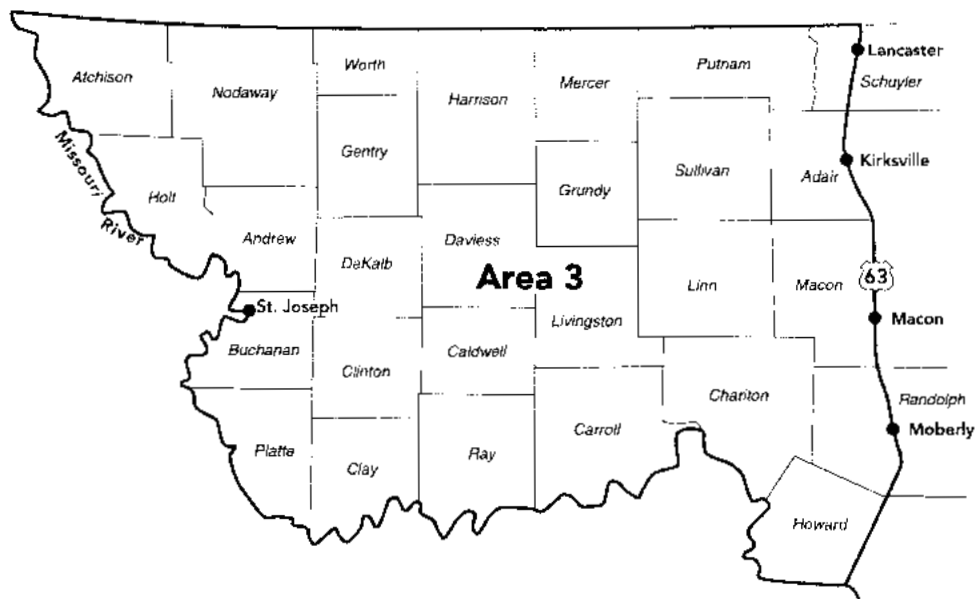 Lancaster
Worth
Putnam
Atchison
Mercer
Schuyler
Nodaway
Harrison
Missouri
River
Gentry
Kirksville
Sullivan
Adair
Grundy
Holt
Andrew
Daviess
DeKalb
Area 3
63
Linn
Macon
St. Joseph
Livingston
Macon
Buchanan
Caldwell
Clinton
Chariton
Randolph
Carroll
Moberly
Platte
Ray
Clay
Howard